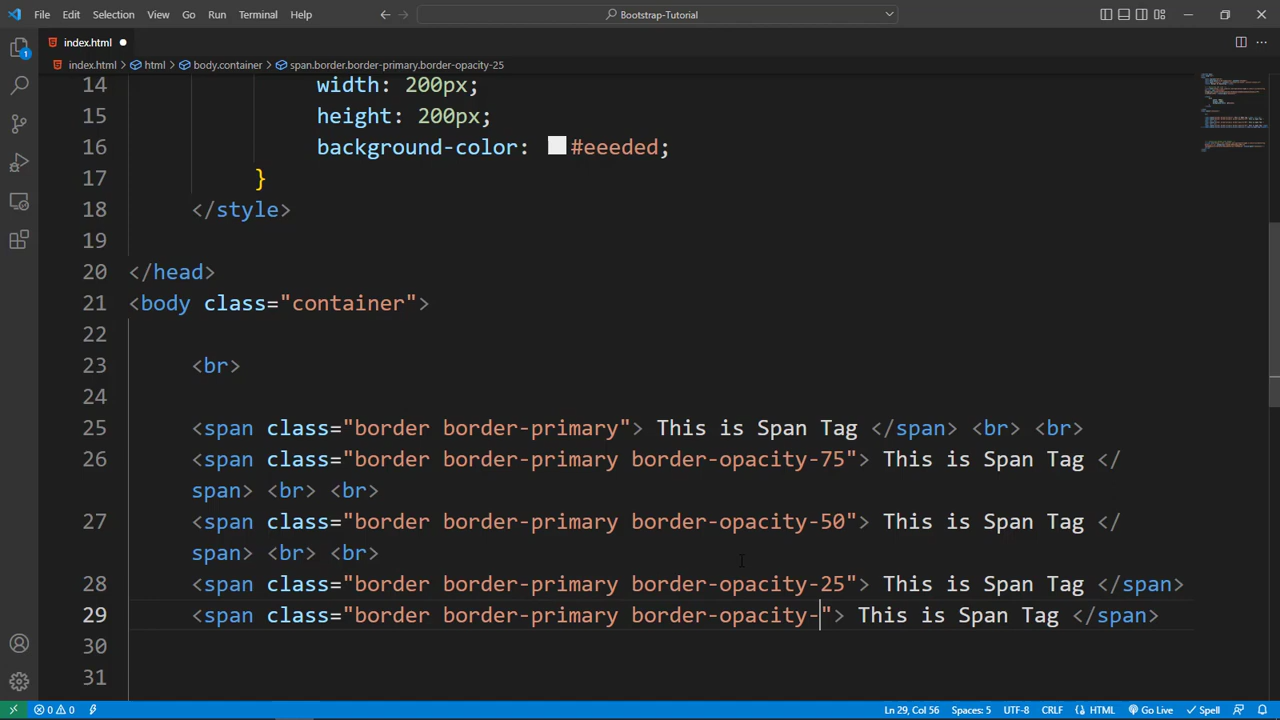 File Edit Selection View Go Run Terminal Help Bootstrap-Tutorial
index.html
index.html html body.container span.border.border-primary.border-opacity-25
14 width: 200px;
15 height: 200px;
16 background-color: #eeeded;
17 }
18 </style>
19
20 </head>
21 <body class="container">
22
23 <br>
24
25 <span class="border border-primary"> This is Span Tag </span> <br> <br>
26 <span class="border border-primary border-opacity-75"> This is Span Tag </
span> <br> <br>
27 <span class="border border-primary border-opacity-50"> This is Span Tag </
span> <br> <br>
28 <span class="border border-primary border-opacity-25"> This is Span Tag </span>
29 <span class="border border-primary border-opacity-"> This is Span Tag </span>
30
31
1
0 0 Ln 29, Col 56 Spaces: 5 UTF-8 CRLF HTML Go Live Spell